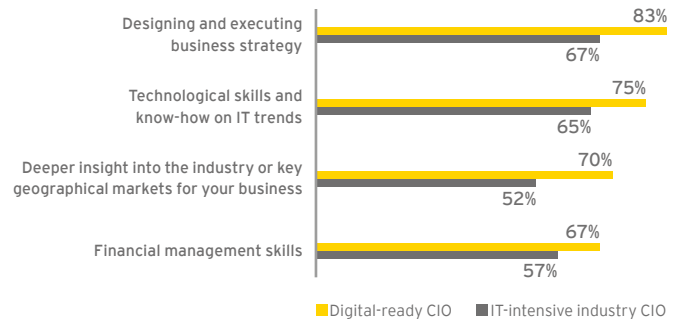 83%
Designing and executing
business strategy
67%
75%
Technological skills and
know-how on IT trends
65%
70%
Deeper insight into the industry or key
geographical markets for your business
52%
67%
Financial management skills
57%
Digital-ready CIO IT-intensive industry CIO